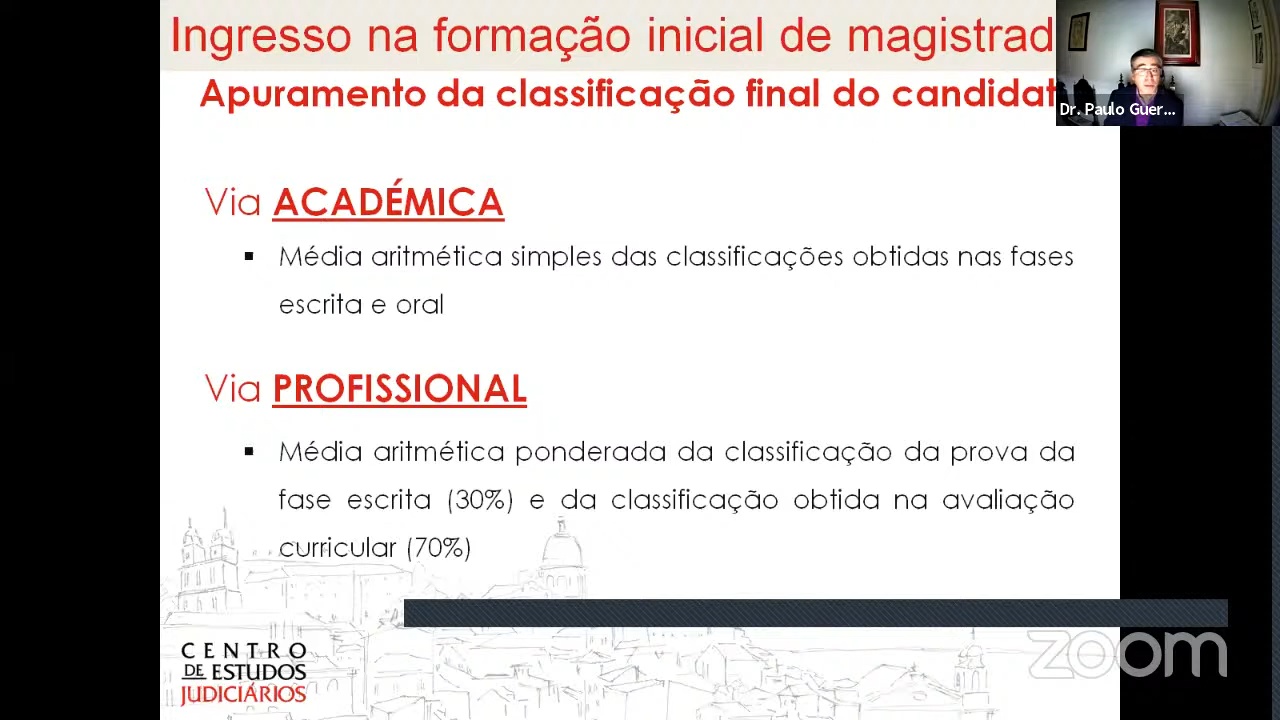 Ingresso na formação inicial de magistrad
Apuramento da classificação final do candidat
Dr. Paulo Guer...
Via ACADÉMICA
▪ Média aritmética simples das classificações obtidas nas fases
escrita e oral
Via PROFISSIONAL
▪ Média aritmética ponderada da classificação da prova da
fase escrita (30%) e da classificação obtida na avaliação
curricular (70%)
CENTRO
DE ESTUDOS
JUDICIÁRIOS
zoom